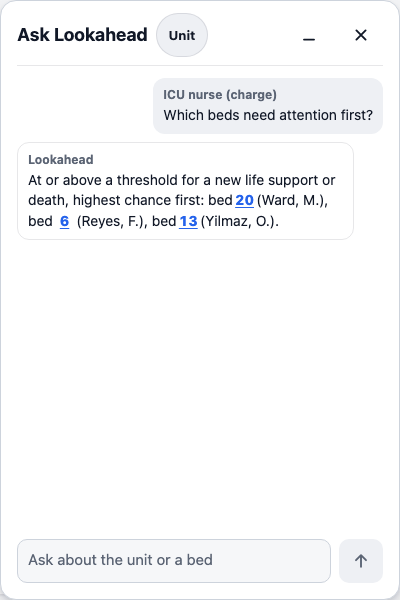 Ask Lookahead Unit
ICU nurse (charge)
Which beds need attention first?
Lookahead
At or above a threshold for a new life support or
death, highest chance first: bed 20 (Ward, M.),
bed 6 (Reyes, F.), bed 13 (Yilmaz, O.).
Ask about the unit or a bed